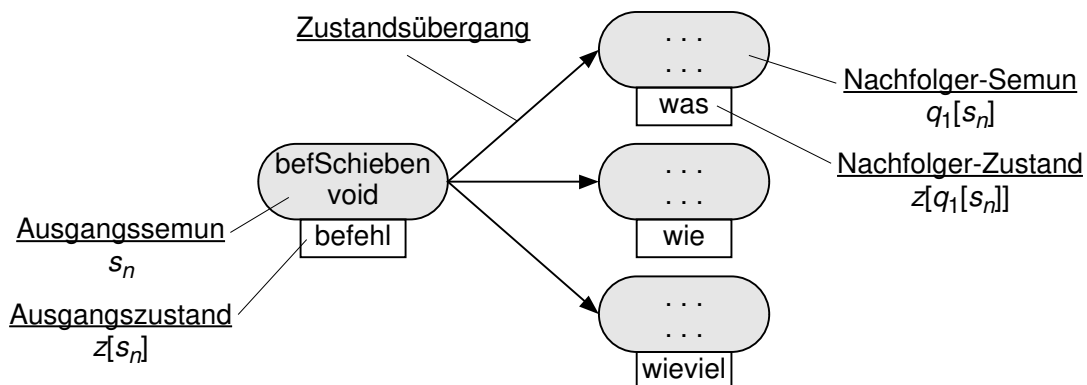 Zustandsübergang
. . .
. . .
was
Nachfolger-Semun
q₁[sₙ]
Nachfolger-Zustand
z[q₁[sₙ]]
befSchieben
void
befehl
Ausgangssemun
sₙ
Ausgangszustand
z[sₙ]
. . .
. . .
wie
. . .
. . .
wieviel